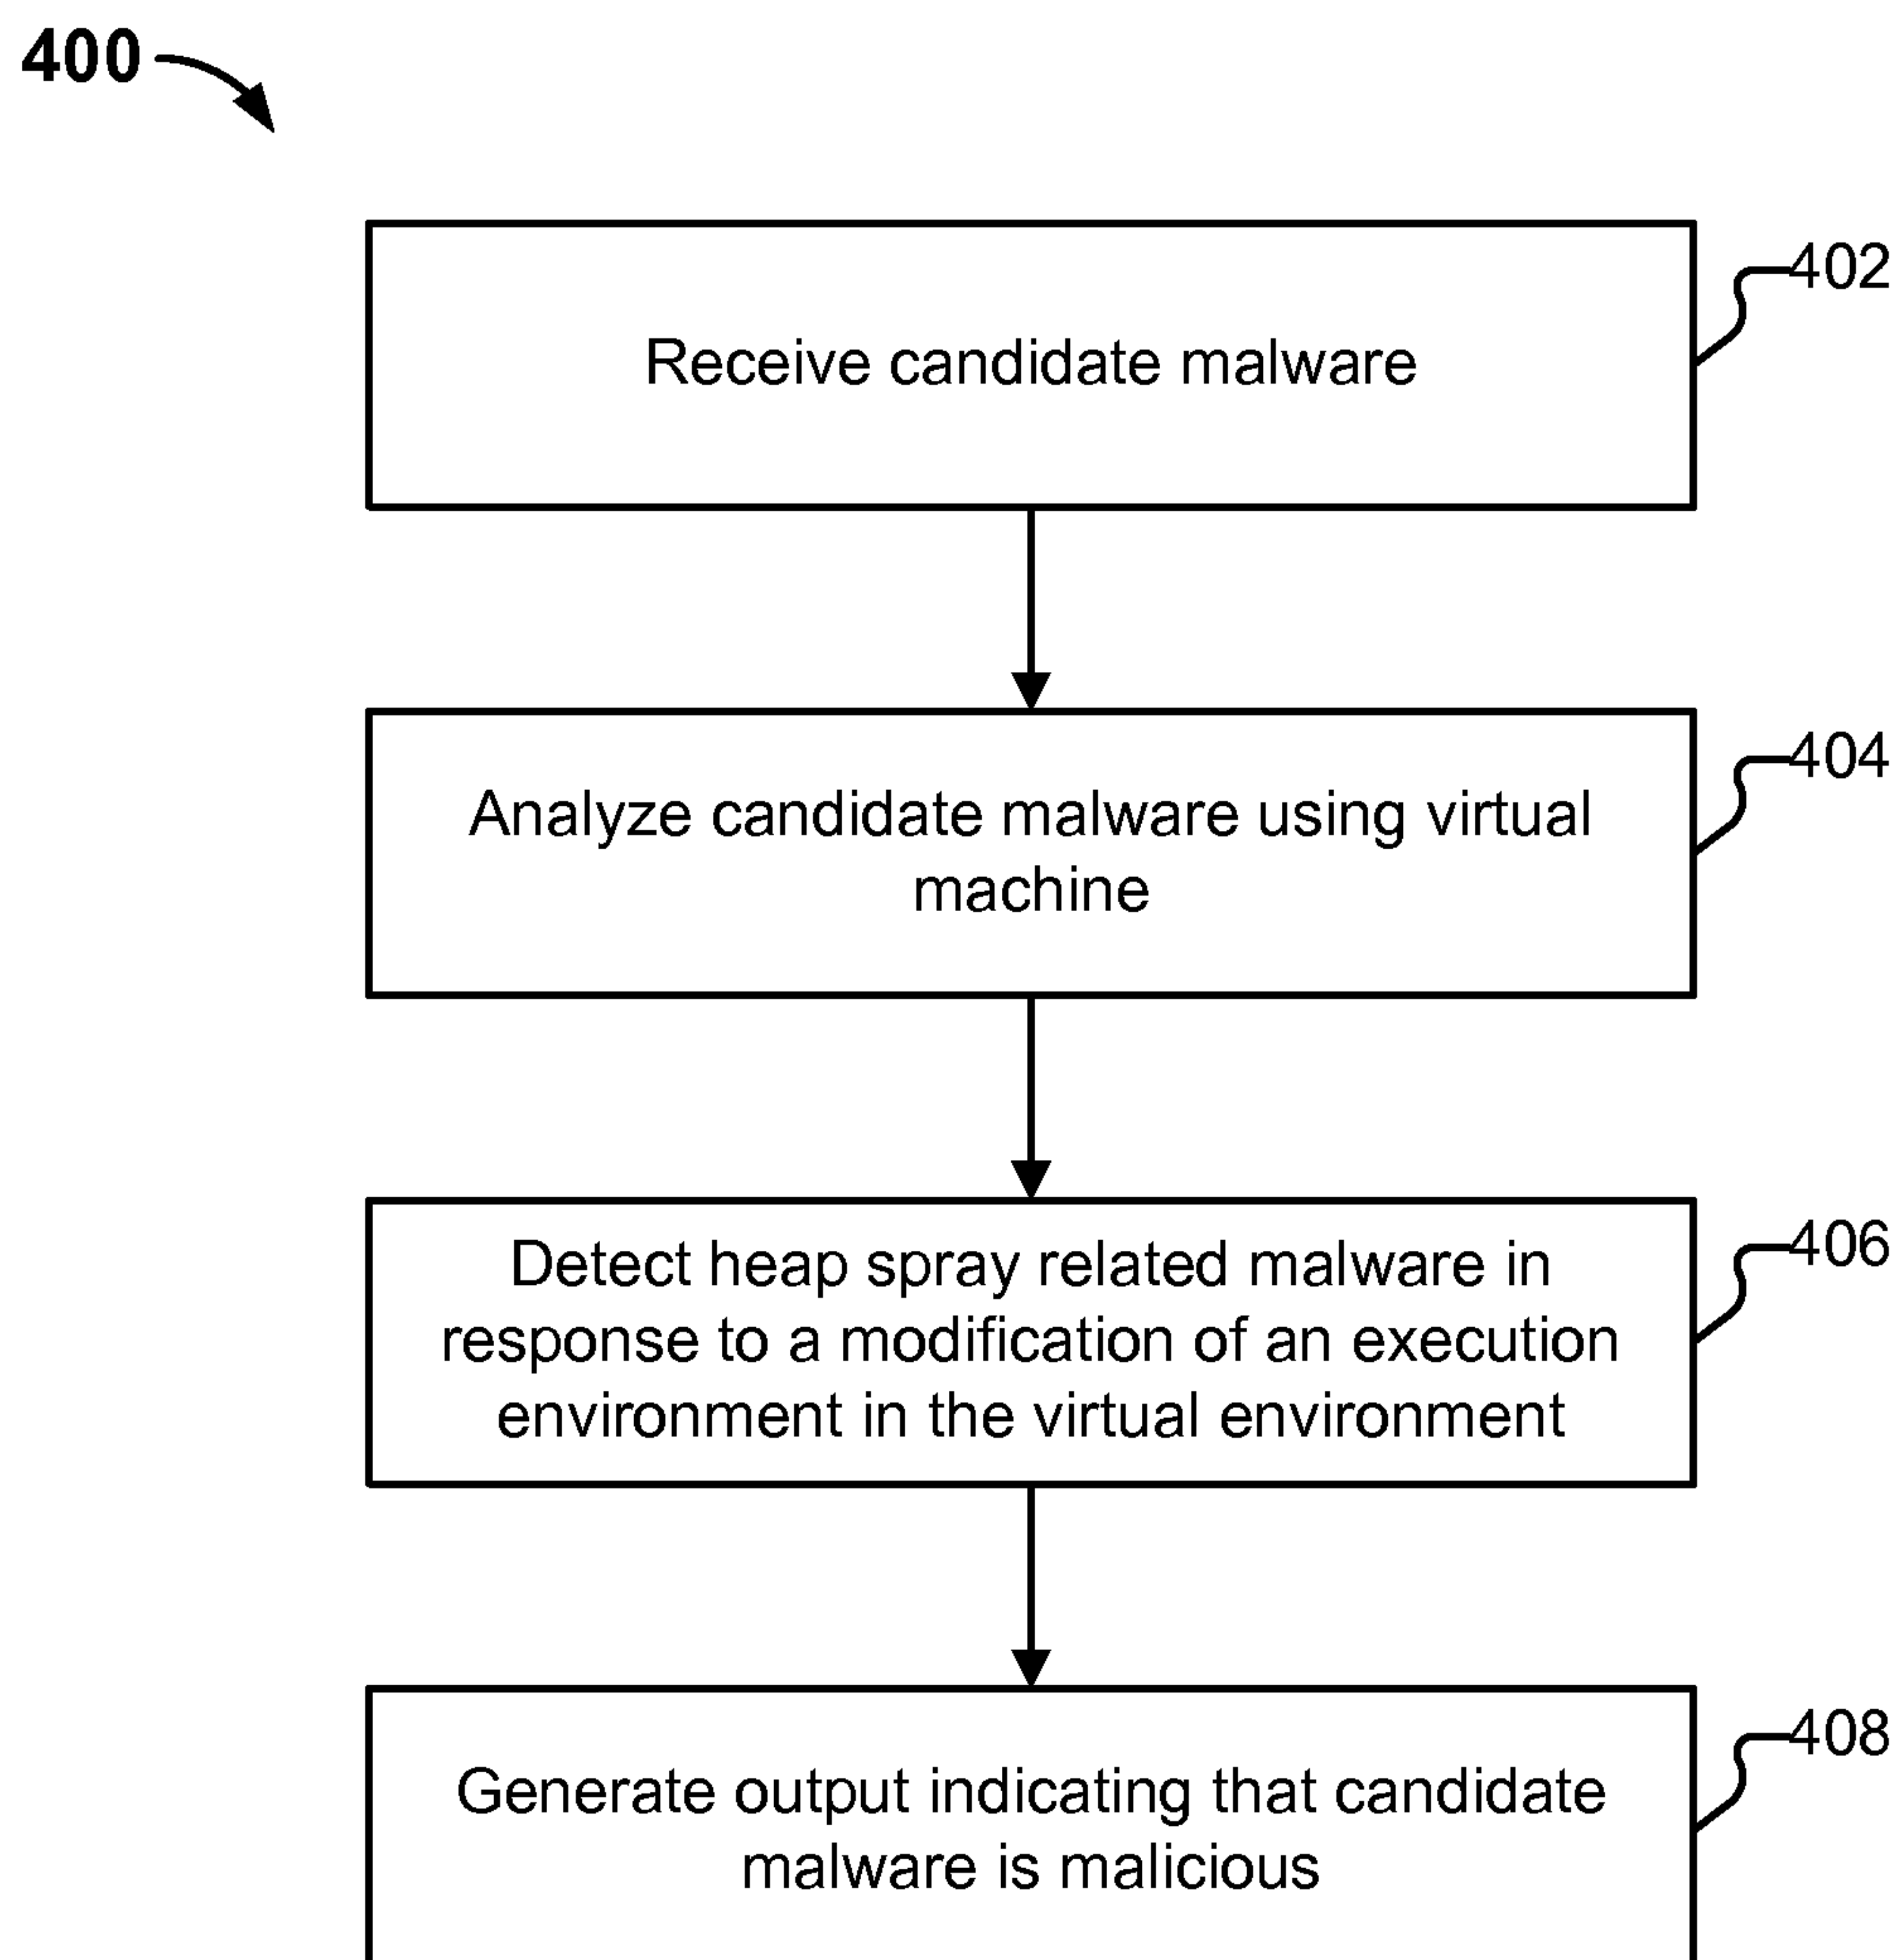 400
402
Receive candidate malware
404
Analyze candidate malware using virtual
machine
406
Detect heap spray related malware in
response to a modification of an execution
environment in the virtual environment
408
Generate output indicating that candidate
malware is malicious